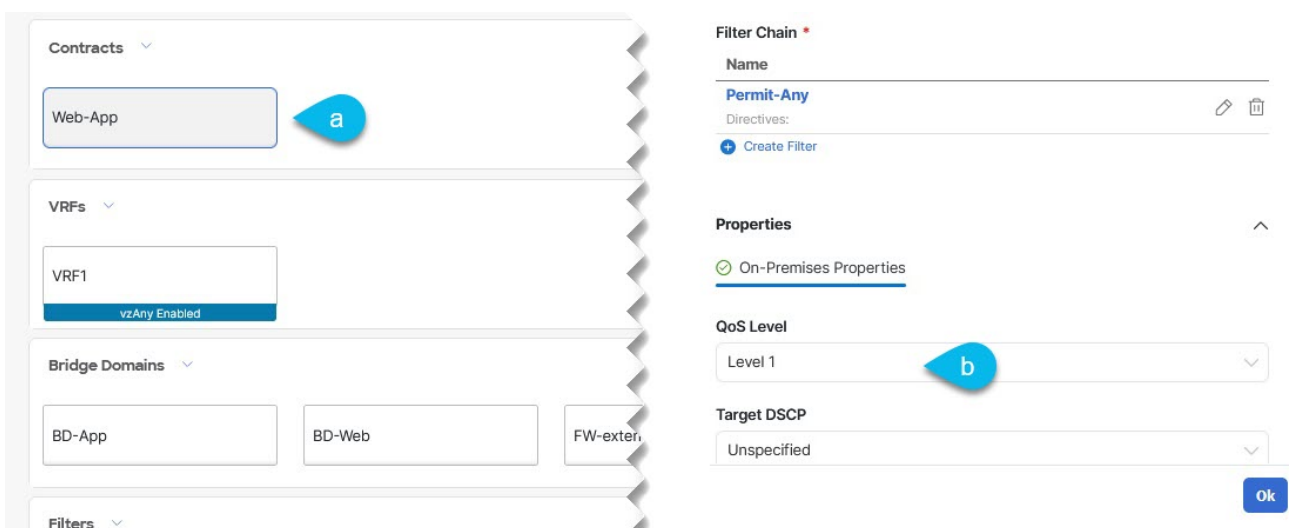 Contracts
Web-App
a
VRFs
VRF1
vzAny Enabled
Bridge Domains
BD-App
BD-Web
FW-exter
Filters
Filter Chain *
Name
Permit-Any
Directives:
Create Filter
Properties
On-Premises Properties
QoS Level
Level 1
b
Target DSCP
Unspecified
Ok